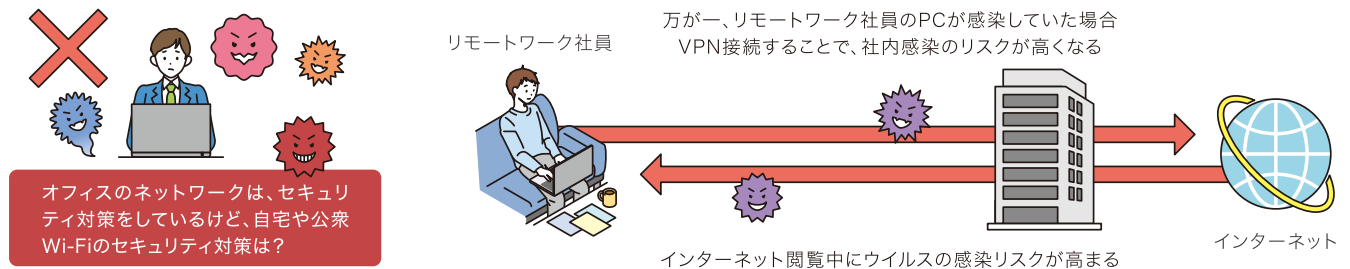 オフィスのネットワークは、セキュリ
ティ対策をしているけど、自宅や公衆
Wi-Fiのセキュリティ対策は？
リモートワーク社員
万が一、リモートワーク社員のPCが感染していた場合
VPN接続することで、社内感染のリスクが高くなる
インターネット閲覧中にウイルスの感染リスクが高まる
インターネット